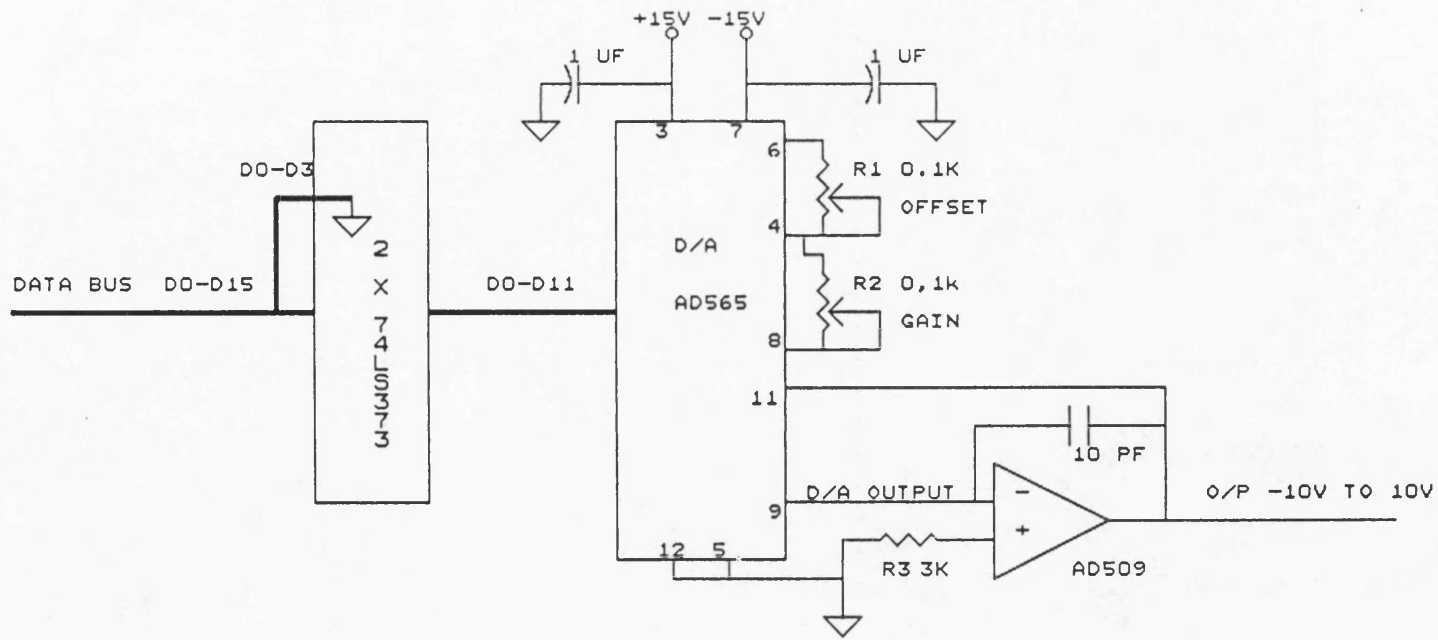 +15V -15V
1 UF
1 UF
3
7
6
D0-D3
R1 0.1K
OFFSET
4
D/A
2 X 74LS373
DATA BUS D0-D15
D0-D11
AD565
R2 0,1k
GAIN
8
11
10 PF
D/A OUTPUT
-
O/P -10V TO 10V
9
+
12
5
R3 3K
AD509